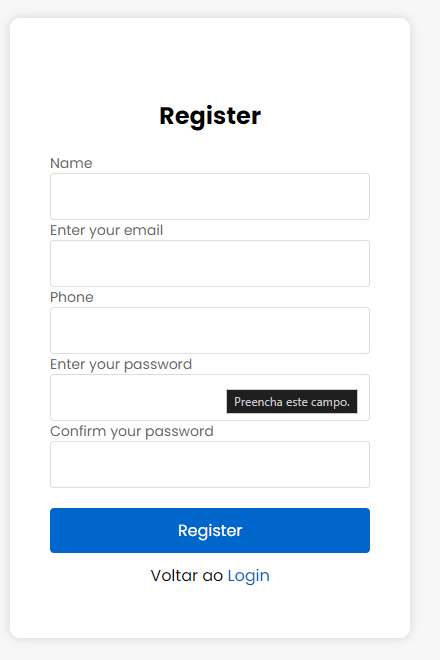 Register
Name
Enter your email
Phone
Enter your password
Preencha este campo.
Confirm your password
Register
Voltar ao Login